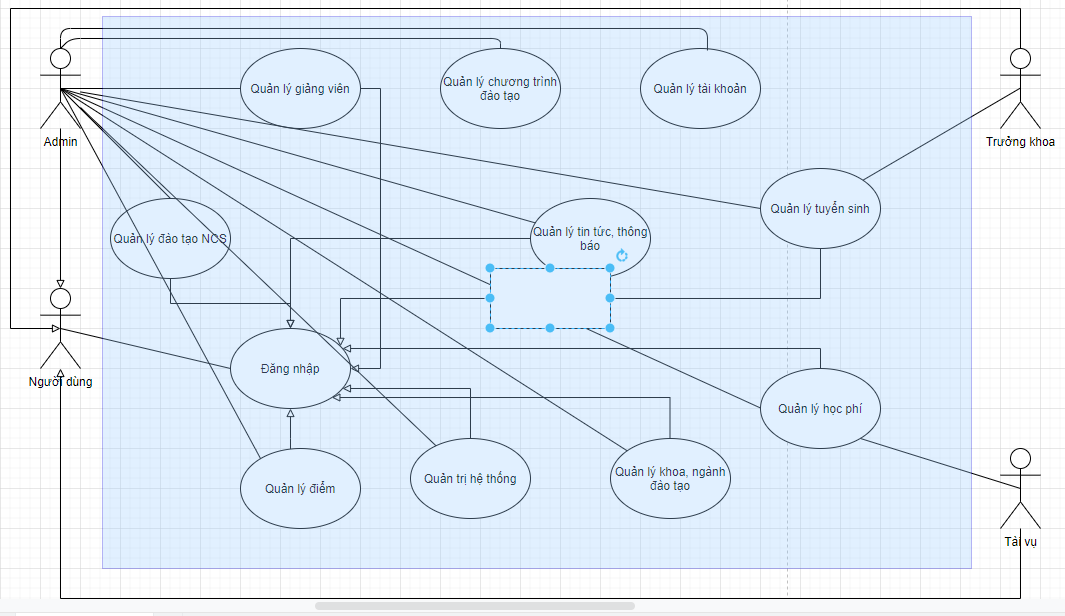 Quản lý giảng viên
Quản lý chương trình
đào tạo
Quản lý tài khoản
Admin
Trưởng khoa
Quản lý tuyển sinh
Quản lý đào tạo NCS
Quản lý tin tức, thông
báo
Đăng nhập
Người dùng
Quản lý học phí
Quản lý điểm
Quản trị hệ thống
Quản lý khoa, ngành
đào tạo
Tài vụ